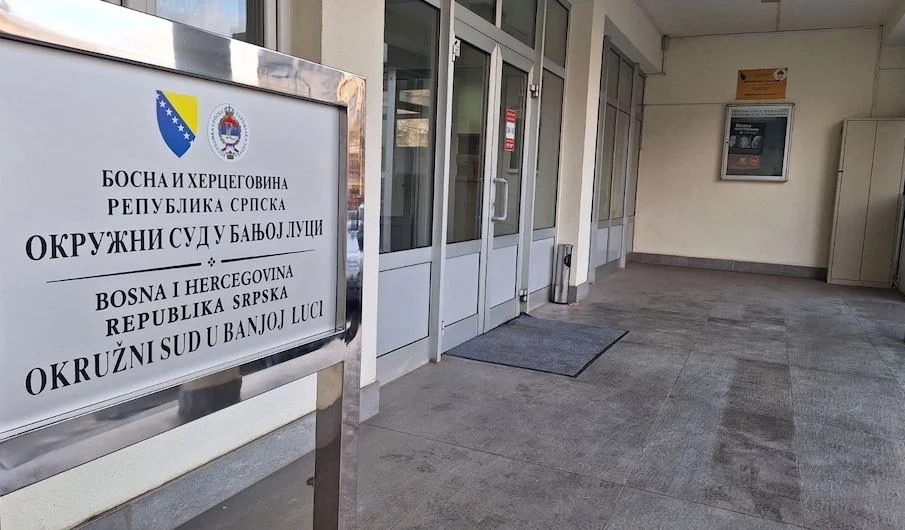 БОСНА И ХЕРЦЕГОВИНА
РЕПУБЛИКА СРПСКА
ОКРУЖНИ СУД У БАЊОЈ ЛУЦИ
BOSNA I HERCEGOVINA
REPUBLIKA SRPSKA
OKRUŽNI SUD U BANJOJ LUCI